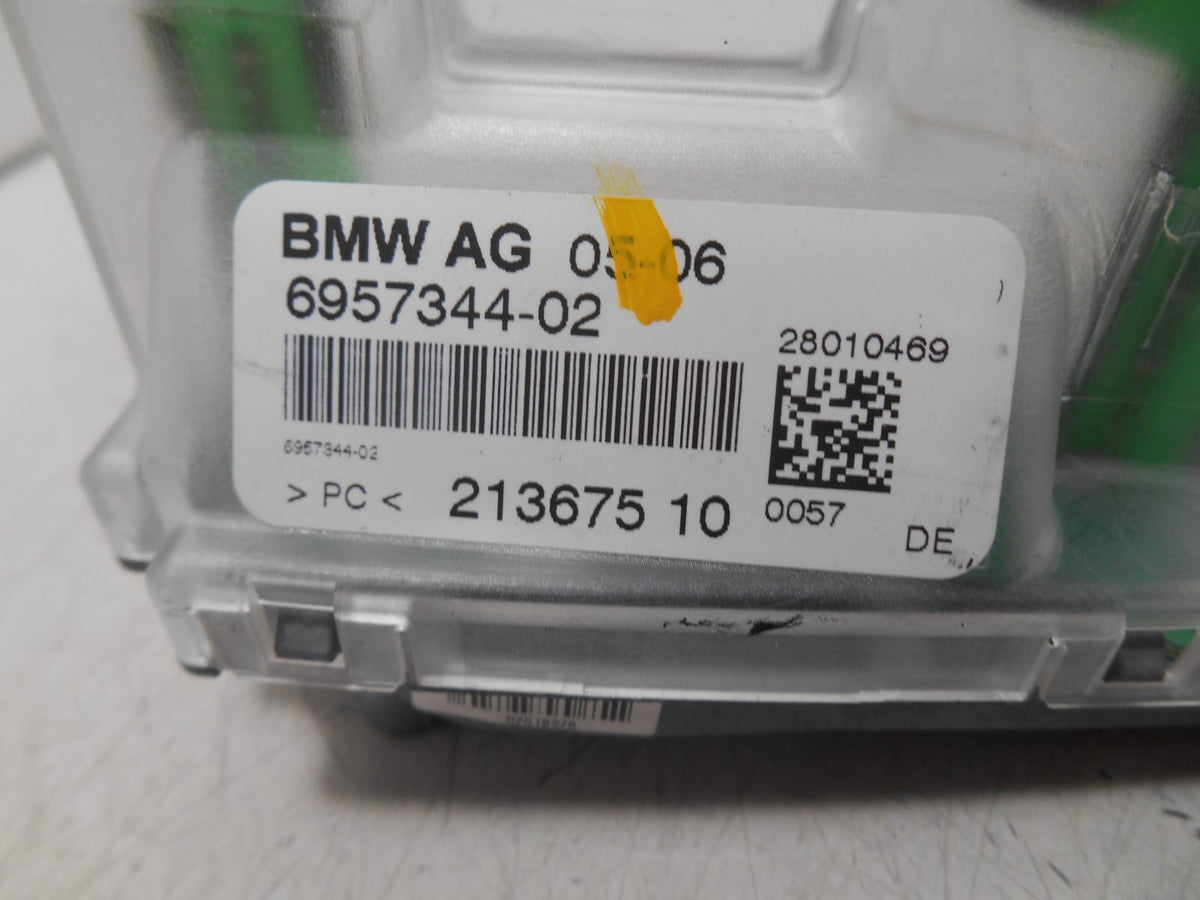 BMW AG 05-06
6957344-02
28010469
6957344-02
> PC < 213675 10
0057
DE